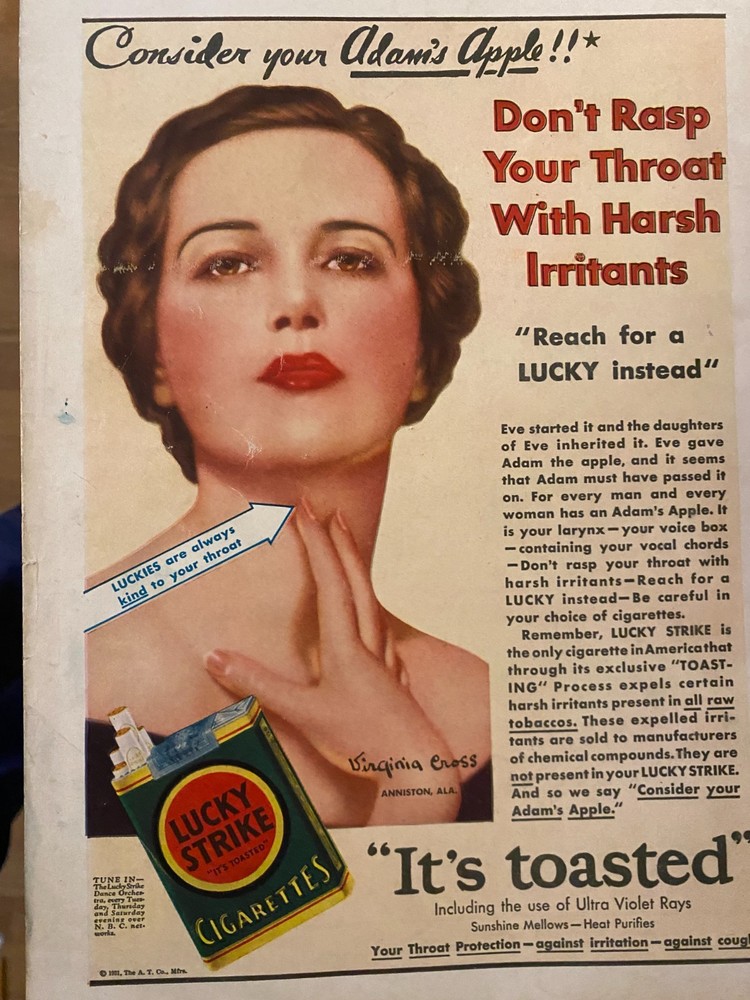 Consider your Adam's Apple!!★
Don't Rasp
Your Throat
With Harsh
Irritants
"Reach for a
LUCKY instead"
Eve started it and the daughters
of Eve inherited it. Eve gave
Adam the apple, and it seems
that Adam must have passed it
on. For every man and every
woman has an Adam's Apple. It
is your larynx—your voice box
—containing your vocal chords
—Don't rasp your throat with
harsh irritants—Reach for a
LUCKY instead—Be careful in
your choice of cigarettes.
Remember, LUCKY STRIKE is
the only cigarette in America that
through its exclusive "TOAST-
ING" Process expels certain
harsh irritants present in all raw
tobaccos. These expelled irri-
tants are sold to manufacturers
of chemical compounds. They are
not present in your LUCKY STRIKE.
And so we say "Consider your
Adam's Apple."
LUCKIES are always
kind to your throat
Virginia Cross
ANNISTON, ALA.
LUCKY
STRIKE
"IT'S TOASTED"
CIGARETTES
"It's toasted"
Including the use of Ultra Violet Rays
Sunshine Mellows—Heat Purifies
Your Throat Protection—against irritation—against coug
TUNE IN—
The Lucky Strike
Dance Orches-
tra, every Tues-
day, Thursday
and Saturday
evening over
N. B. C. net-
works.
© 1931, The A. T. Co., Mfrs.